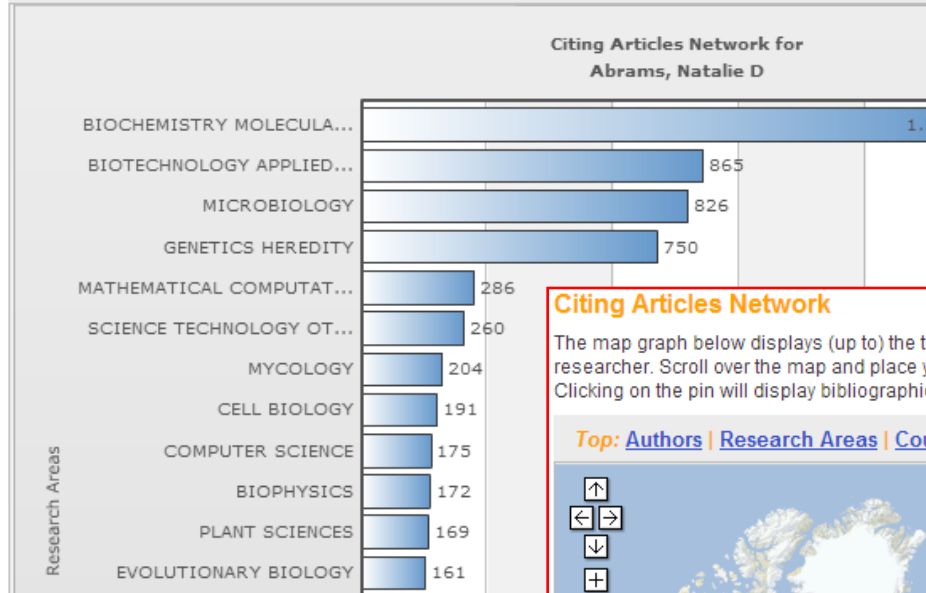 Citing Articles Network for
Abrams, Natalie D
BIOCHEMISTRY MOLECULA... 1.
BIOTECHNOLOGY APPLIED... 865
MICROBIOLOGY 826
GENETICS HEREDITY 750
MATHEMATICAL COMPUTAT... 286
SCIENCE TECHNOLOGY OT... 260
MYCOLOGY 204
CELL BIOLOGY 191
COMPUTER SCIENCE 175
BIOPHYSICS 172
PLANT SCIENCES 169
EVOLUTIONARY BIOLOGY 161
Research Areas
Citing Articles Network
The map graph below displays (up to) the t
researcher. Scroll over the map and place y
Clicking on the pin will display bibliographi
Top: Authors | Research Areas | Cou